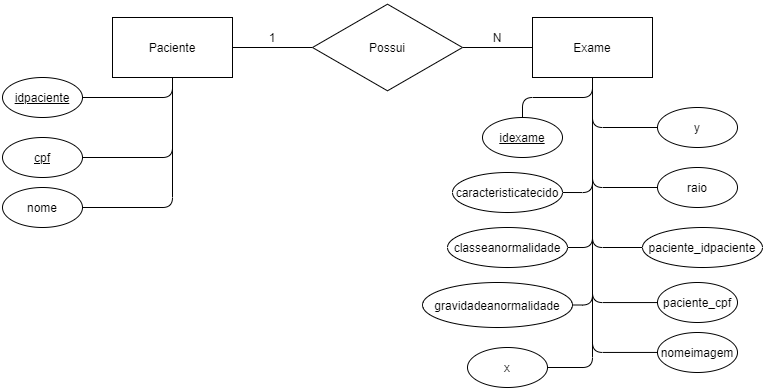 Paciente
1
Possui
N
Exame
idpaciente
cpf
nome
idexame
y
caracteristicatecido
raio
classeanormalidade
paciente_idpaciente
gravidadeanormalidade
paciente_cpf
nomeimagem
x